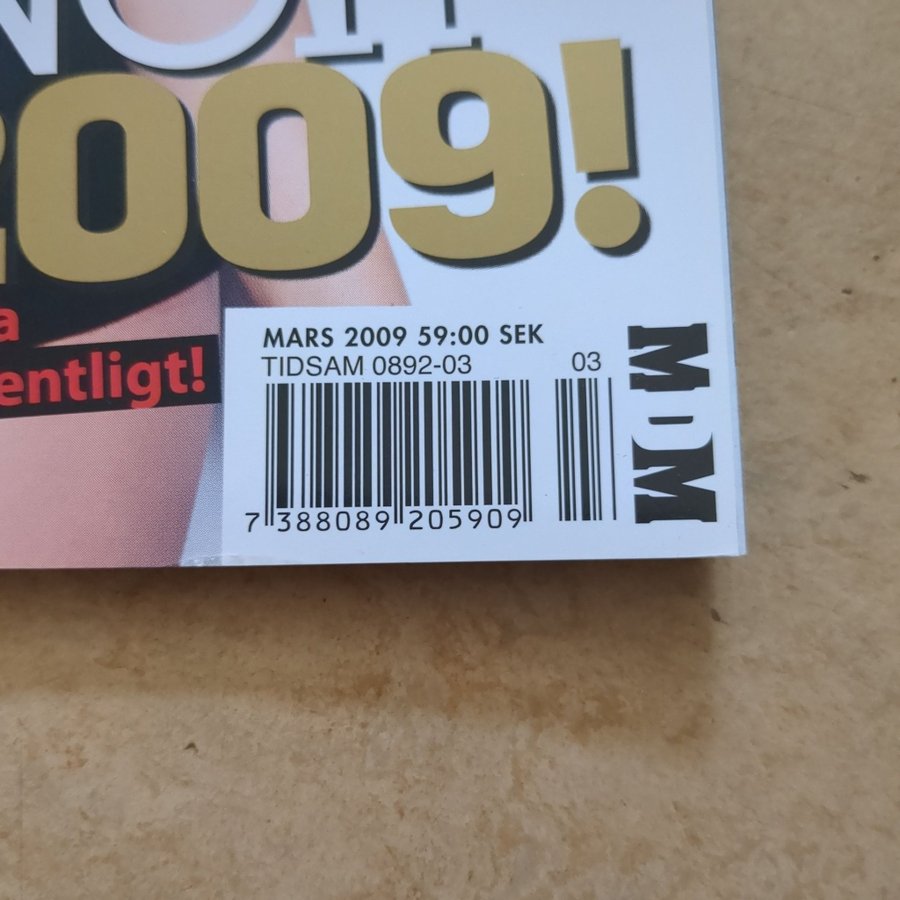 2009!
a
entligt!
MARS 2009 59:00 SEK
TIDSAM 0892-03 03
7 388089 205909
MDM